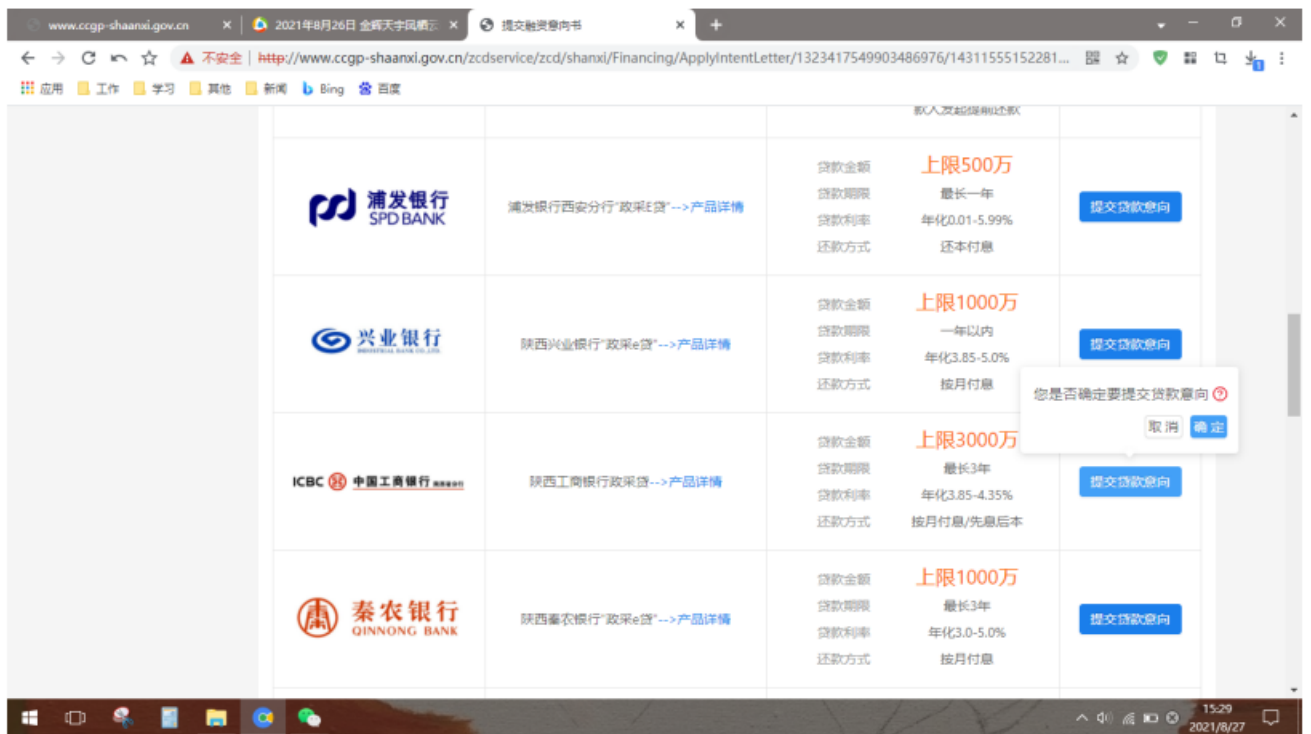 www.ccgp-shaanxi.gov.cn
2021年8月26日 金辉天宇凤栖云
提交融资意向书
不安全 | http://www.ccgp-shaanxi.gov.cn/zcdservice/zcd/shanxi/Financing/ApplyIntentLetter/1323417549903486976/14311555152281...
应用 工作 学习 其他 新闻 Bing 百度
款人发起提前还款
浦发银行
SPD BANK
浦发银行西安分行"政采E贷"-->产品详情
贷款金额 上限500万
贷款期限 最长一年
贷款利率 年化0.01-5.99%
还款方式 还本付息
提交贷款意向
兴业银行
INDUSTRIAL BANK CO.,LTD.
陕西兴业银行"政采e贷"-->产品详情
贷款金额 上限1000万
贷款期限 一年以内
贷款利率 年化3.85-5.0%
还款方式 按月付息
提交贷款意向
您是否确定要提交贷款意向
取消 确定
ICBC 中国工商银行
陕西工商银行政采贷-->产品详情
贷款金额 上限3000万
贷款期限 最长3年
贷款利率 年化3.85-4.35%
还款方式 按月付息/先息后本
提交贷款意向
秦农银行
QINNONG BANK
陕西秦农银行"政采e贷"-->产品详情
贷款金额 上限1000万
贷款期限 最长3年
贷款利率 年化3.0-5.0%
还款方式 按月付息
提交贷款意向
15:29
2021/8/27